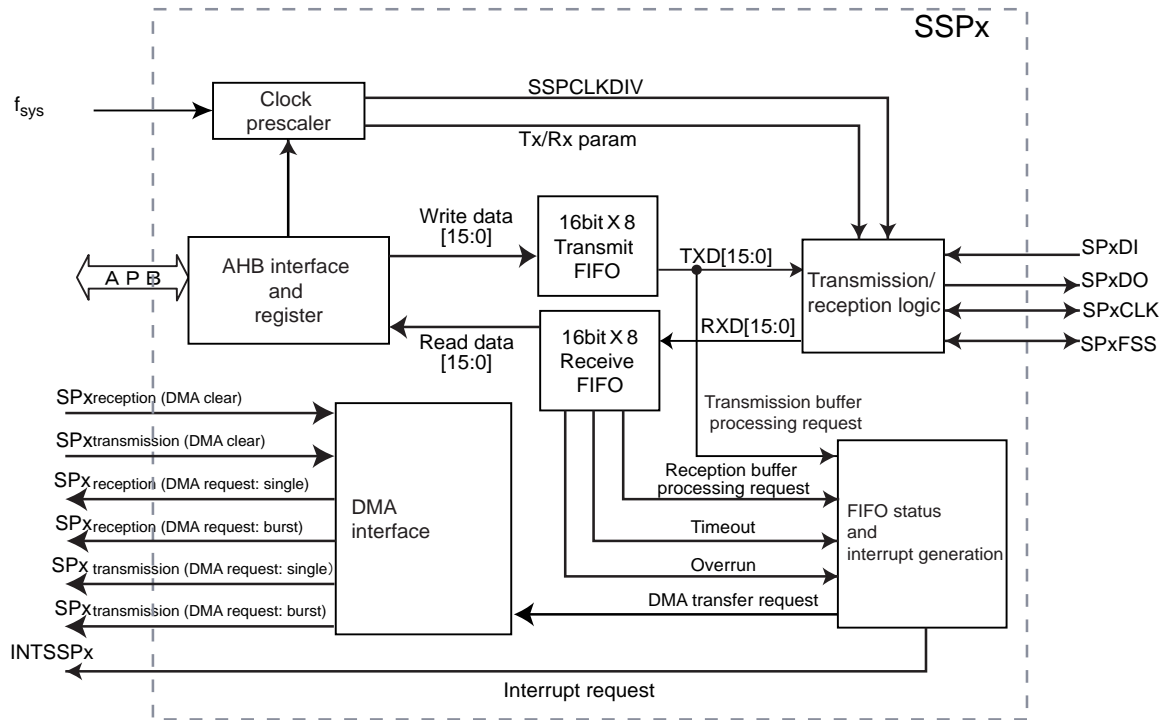 SSPx
fsys
Clock
prescaler
SSPCLKDIV
Tx/Rx param
Write data
[15:0]
16bit X 8
Transmit
FIFO
TXD[15:0]
A P B
AHB interface
and
register
Transmission/
reception logic
SPxDI
SPxDO
SPxCLK
SPxFSS
Read data
[15:0]
16bit X 8
Receive
FIFO
RXD[15:0]
SPxreception (DMA clear)
SPxtransmission (DMA clear)
SPx reception (DMA request: single)
SPxreception (DMA request: burst)
SPx transmission (DMA request: single)
SPxtransmission (DMA request: burst)
DMA
interface
Transmission buffer
processing request
Reception buffer
processing request
Timeout
Overrun
DMA transfer request
FIFO status
and
interrupt generation
INTSSPx
Interrupt request